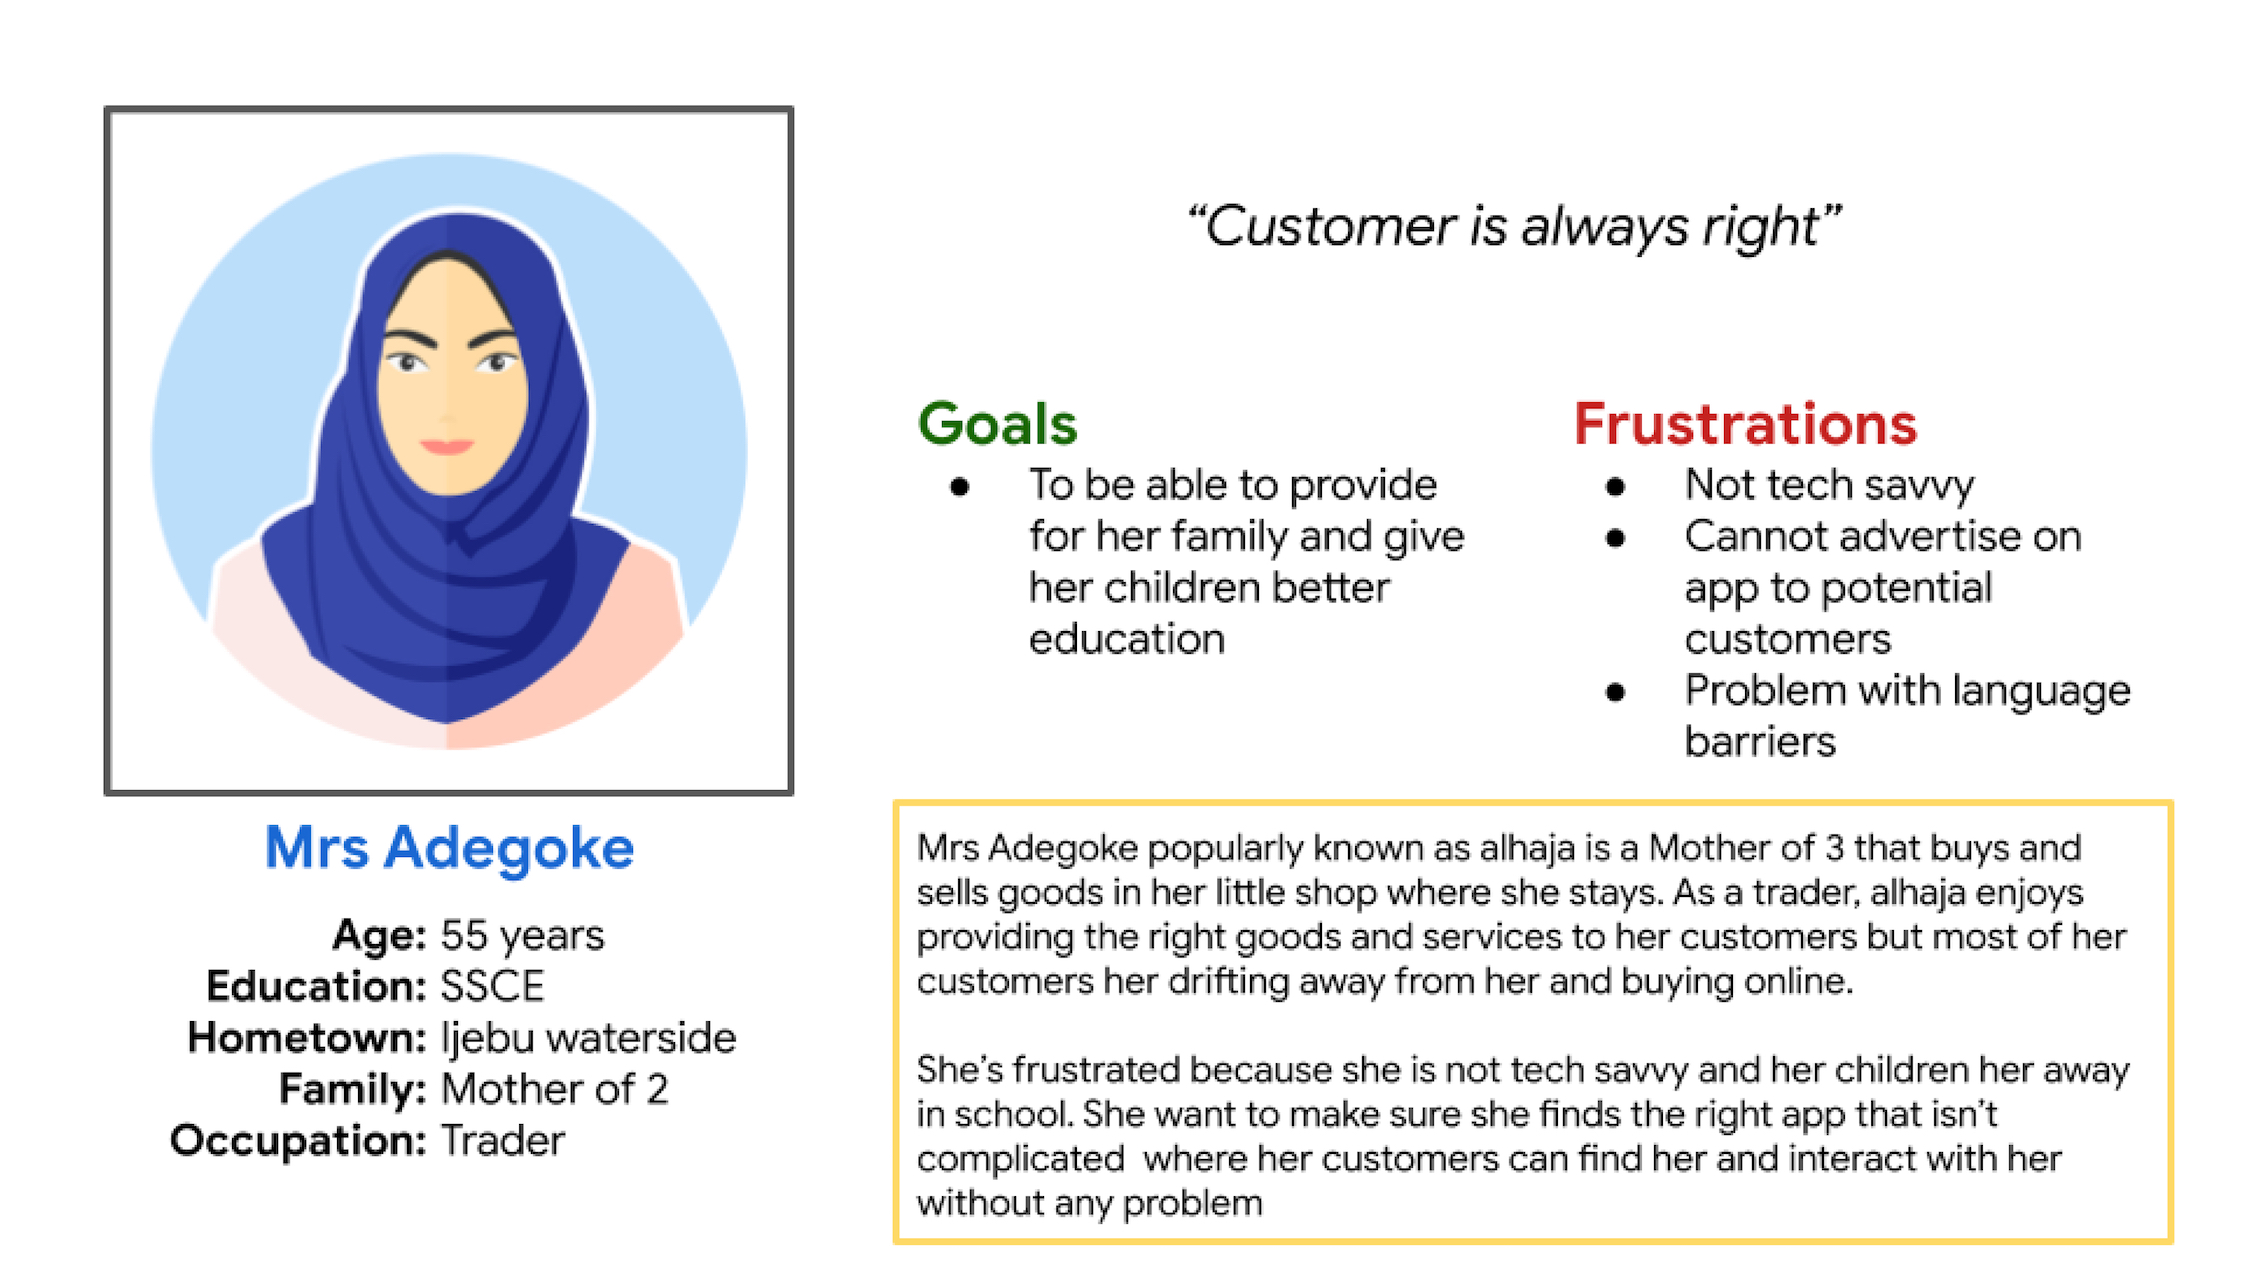 “Customer is always right”
Goals
● To be able to provide
for her family and give
her children better
education
Frustrations
● Not tech savvy
● Cannot advertise on
app to potential
customers
● Problem with language
barriers
Mrs Adegoke
Age: 55 years
Education: SSCE
Hometown: Ijebu waterside
Family: Mother of 2
Occupation: Trader
Mrs Adegoke popularly known as alhaja is a Mother of 3 that buys and
sells goods in her little shop where she stays. As a trader, alhaja enjoys
providing the right goods and services to her customers but most of her
customers her drifting away from her and buying online.
She’s frustrated because she is not tech savvy and her children her away
in school. She want to make sure she finds the right app that isn’t
complicated  where her customers can find her and interact with her
without any problem